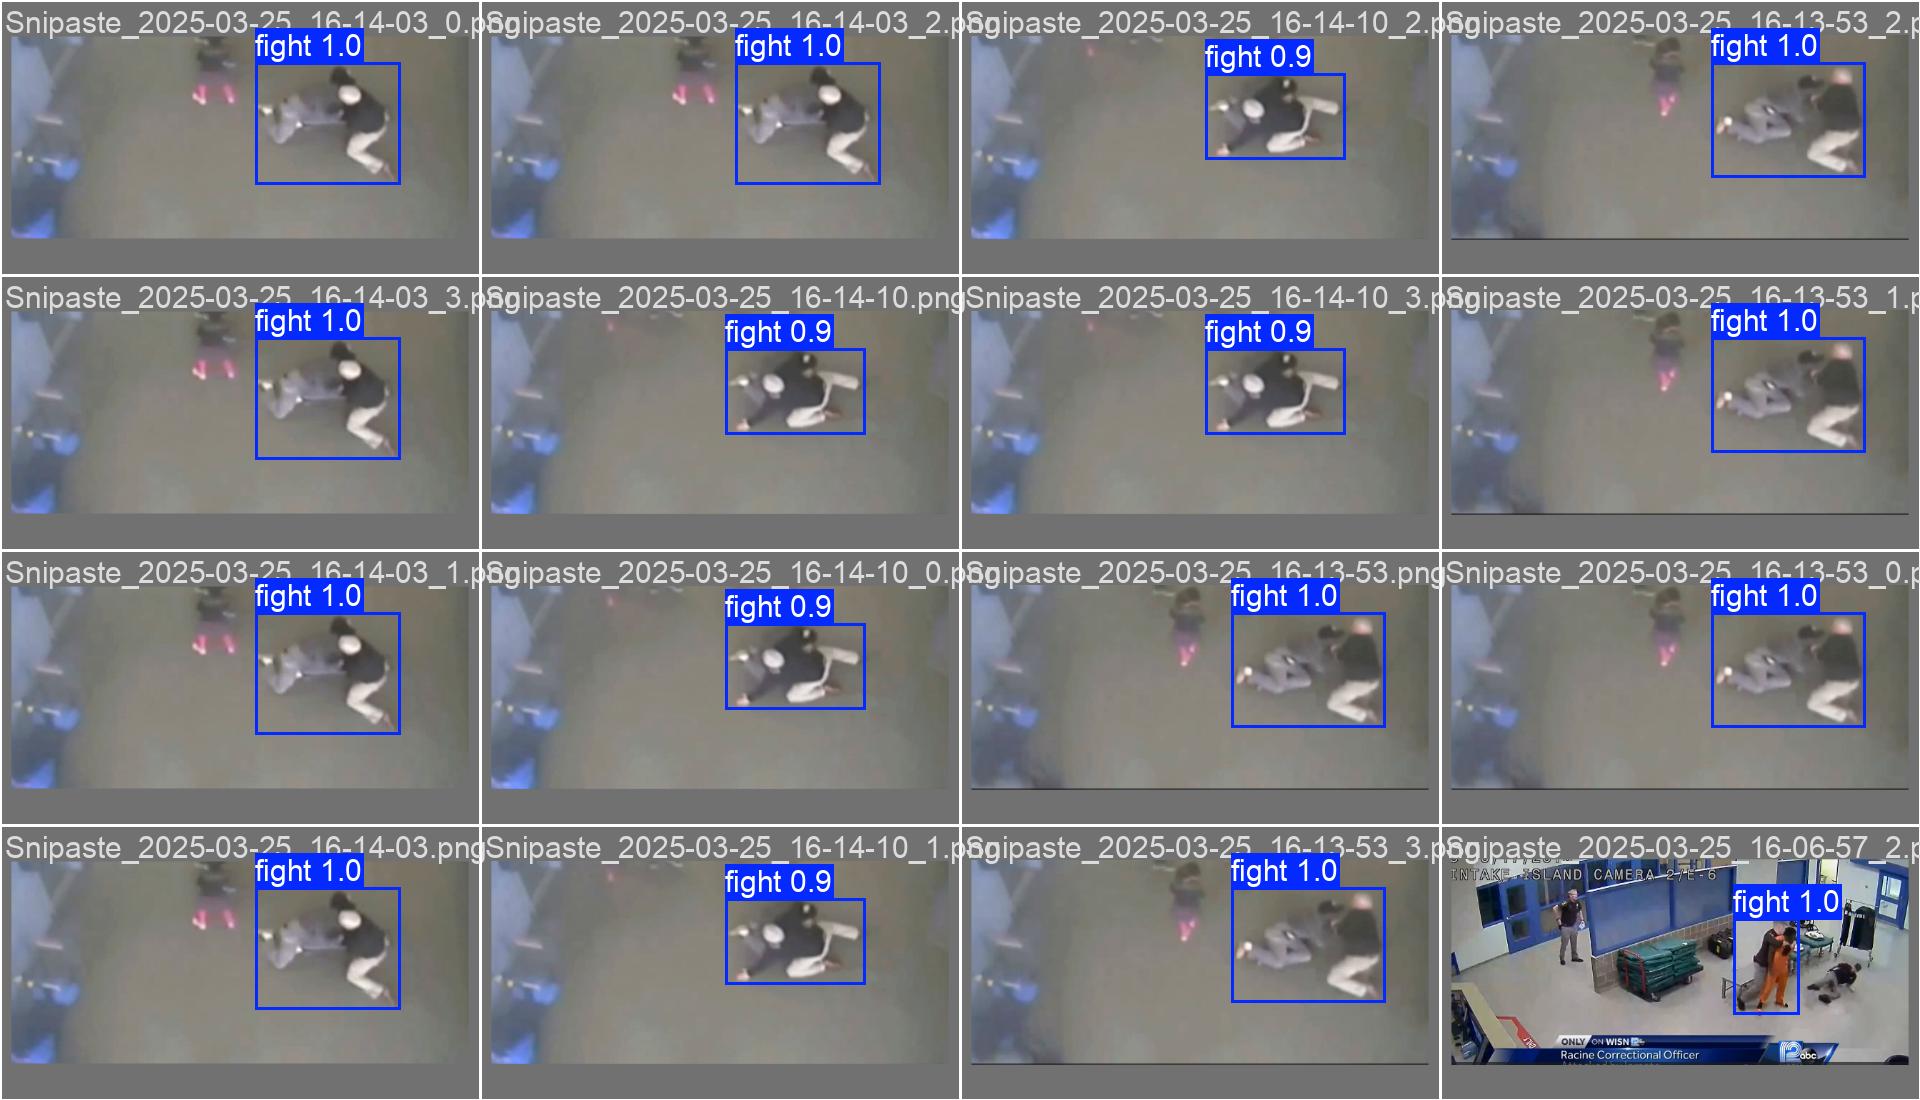 Snipaste_2025-03-25_16-14-03_0.png
fight 1.0
Snipaste_2025-03-25_16-14-03_2.png
fight 1.0
Snipaste_2025-03-25_16-14-10_2.png
fight 0.9
Snipaste_2025-03-25_16-13-53_2.p
fight 1.0
Snipaste_2025-03-25_16-14-03_3.png
fight 1.0
Snipaste_2025-03-25_16-14-10.png
fight 0.9
Snipaste_2025-03-25_16-14-10_3.png
fight 0.9
Snipaste_2025-03-25_16-13-53_1.p
fight 1.0
Snipaste_2025-03-25_16-14-03_1.png
fight 1.0
Snipaste_2025-03-25_16-14-10_0.png
fight 0.9
Snipaste_2025-03-25_16-13-53.png
fight 1.0
Snipaste_2025-03-25_16-13-53_0.p
fight 1.0
Snipaste_2025-03-25_16-14-03.png
fight 1.0
Snipaste_2025-03-25_16-14-10_1.png
fight 0.9
Snipaste_2025-03-25_16-13-53_3.png
fight 1.0
Snipaste_2025-03-25_16-06-57_2.p
INTAKE ISLAND CAMERA 2/E-6
fight 1.0
ONLY ON WISN 12
Racine Correctional Officer
12 abc